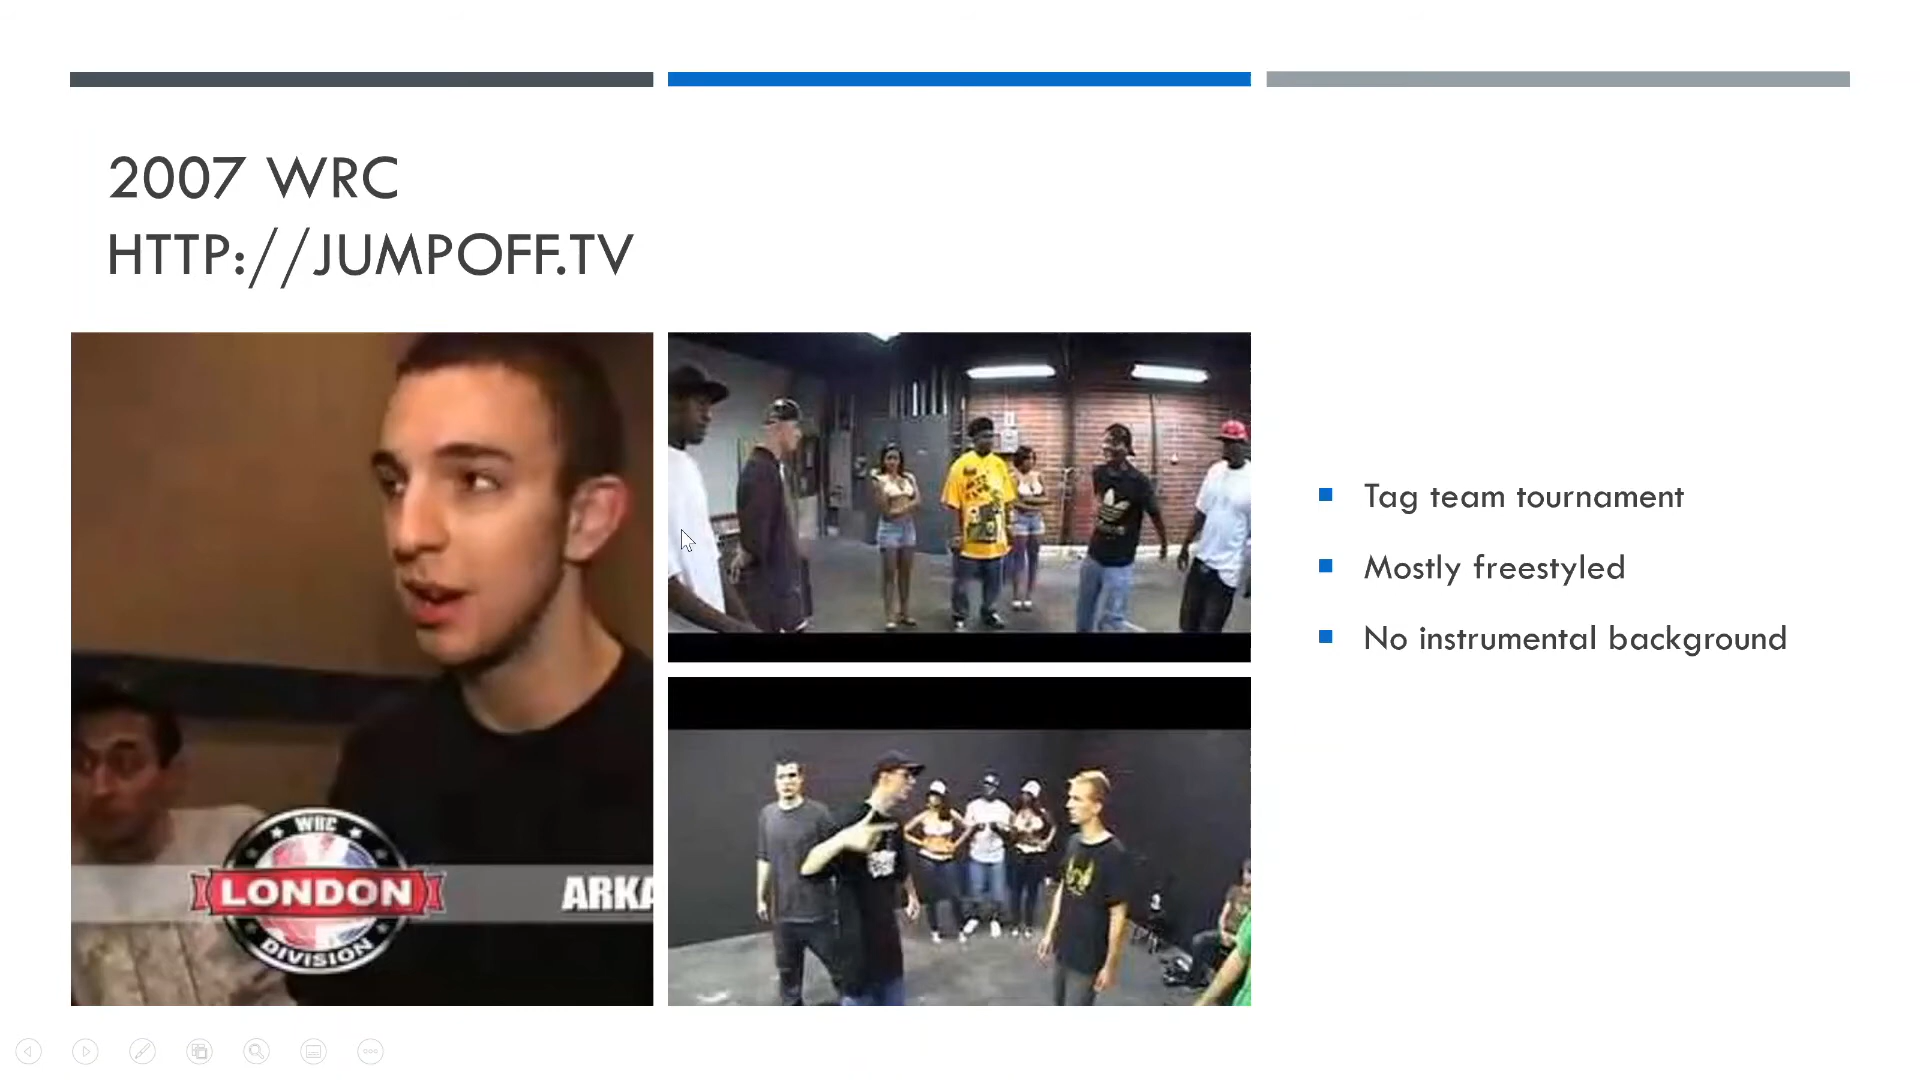 2007 WRC
HTTP://JUMPOFF.TV
Tag team tournament
Mostly freestyled
No instrumental background
WRC
LONDON
DIVISION
ARKA